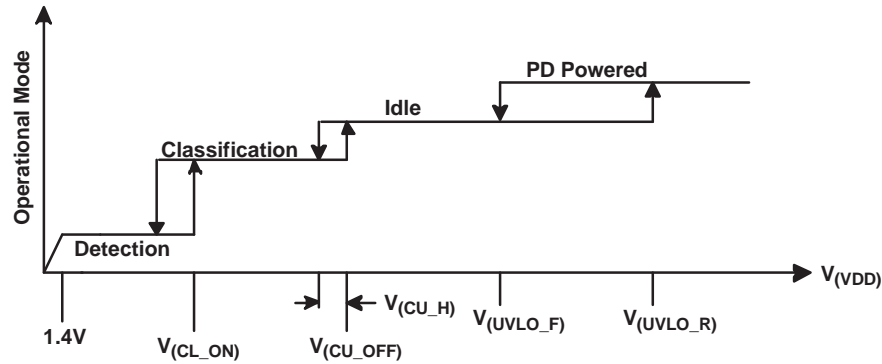 Operational Mode
PD Powered
Idle
Classification
Detection
V(VDD)
V(CU_H)
1.4V
V(CL_ON)
V(CU_OFF)
V(UVLO_F)
V(UVLO_R)